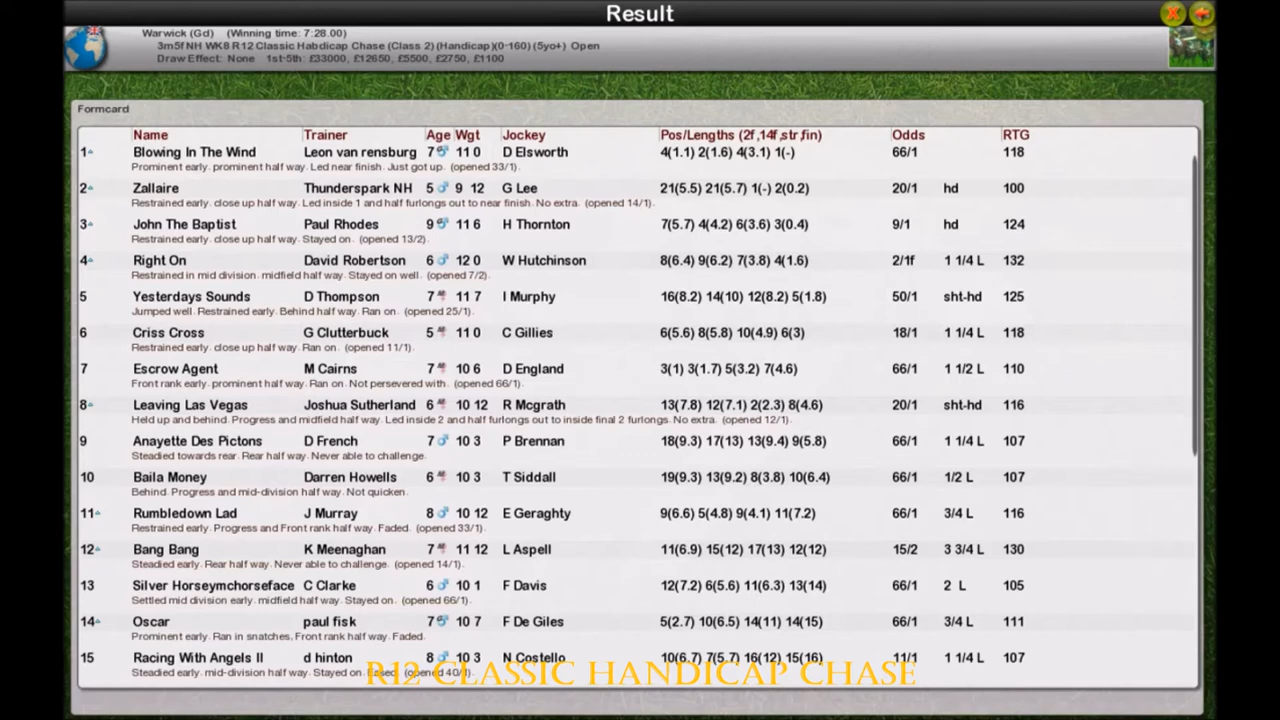 Result
Warwick (Gd) (Winning time: 7:28.00)
3m5f NH WK8 R12 Classic Habdicap Chase (Class 2) (Handicap)(0-160) (5yo+) Open
Draw Effect: None 1st-5th: £33000, £12650, £5500, £2750, £1100
Formcard
Name Trainer Age Wgt Jockey Pos/Lengths (2f,14f,str,fin) Odds RTG
1 Blowing In The Wind Leon van rensburg 7 11 0 D Elsworth 4(1.1) 2(1.6) 4(3.1) 1(-) 66/1 118
Prominent early. prominent half way. Led near finish. Just got up. (opened 33/1).
2 Zallaire Thunderspark NH 5 9 12 G Lee 21(5.5) 21(5.7) 1(-) 2(0.2) 20/1 hd 100
Restrained early. close up half way. Led inside 1 and half furlongs out to near finish. No extra. (opened 14/1).
3 John The Baptist Paul Rhodes 9 11 6 H Thornton 7(5.7) 4(4.2) 6(3.6) 3(0.4) 9/1 hd 124
Restrained early. close up half way. Stayed on. (opened 13/2).
4 Right On David Robertson 6 12 0 W Hutchinson 8(6.4) 9(6.2) 7(3.8) 4(1.6) 2/1f 1 1/4 L 132
Restrained in mid division. midfield half way. Stayed on well. (opened 7/2).
5 Yesterdays Sounds D Thompson 7 11 7 I Murphy 16(8.2) 14(10) 12(8.2) 5(1.8) 50/1 sht-hd 125
Jumped well. Restrained early. Behind half way. Ran on. (opened 25/1).
6 Criss Cross G Clutterbuck 5 11 0 C Gillies 6(5.6) 8(5.8) 10(4.9) 6(3) 18/1 1 1/4 L 118
Restrained early. close up half way. Ran on. (opened 11/1).
7 Escrow Agent M Cairns 7 10 6 D England 3(1) 3(1.7) 5(3.2) 7(4.6) 66/1 1 1/2 L 110
Front rank early. prominent half way. Ran on. Not persevered with. (opened 66/1).
8 Leaving Las Vegas Joshua Sutherland 6 10 12 R Mcgrath 13(7.8) 12(7.1) 2(2.3) 8(4.6) 20/1 sht-hd 116
Held up and behind. Progress and midfield half way. Led inside 2 and half furlongs out to inside final 2 furlongs. No extra. (opened 12/1).
9 Anayette Des Pictons D French 7 10 3 P Brennan 18(9.3) 17(13) 13(9.4) 9(5.8) 66/1 1 1/4 L 107
Steadied towards rear. Rear half way. Never able to challenge.
10 Baila Money Darren Howells 6 10 3 T Siddall 19(9.3) 13(9.2) 8(3.8) 10(6.4) 66/1 1/2 L 107
Behind. Progress and mid-division half way. Not quicken.
11 Rumbledown Lad J Murray 8 10 12 E Geraghty 9(6.6) 5(4.8) 9(4.1) 11(7.2) 66/1 3/4 L 116
Restrained early. Progress and Front rank half way. Faded. (opened 33/1).
12 Bang Bang K Meenaghan 7 11 12 L Aspell 11(6.9) 15(12) 17(13) 12(12) 15/2 3 3/4 L 130
Steadied early. Rear half way. Never able to challenge. (opened 14/1).
13 Silver Horseymchorseface C Clarke 6 10 1 F Davis 12(7.2) 6(5.6) 11(6.3) 13(14) 66/1 2 L 105
Settled mid division early. midfield half way. Stayed on. (opened 66/1).
14 Oscar paul fisk 7 10 7 F De Giles 5(2.7) 10(6.5) 14(11) 14(15) 66/1 3/4 L 111
Prominent early. Ran in snatches, Front rank half way. Faded.
15 Racing With Angels II d hinton 8 10 3 Costello 10(6.7) 7(5.7) 16(12) 15(16) 11/1 1 1/4 L 107
Steadied early. mid-division half way. Stayed on. Eased. (opened 40/1).
R12 CLASSIC HANDICAP CHASE